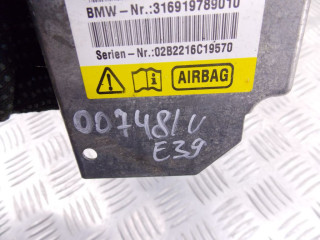 BMW-Nr.:316919789010
Serien-Nr.:02B2216C19570
AIRBAG
007481U
E39